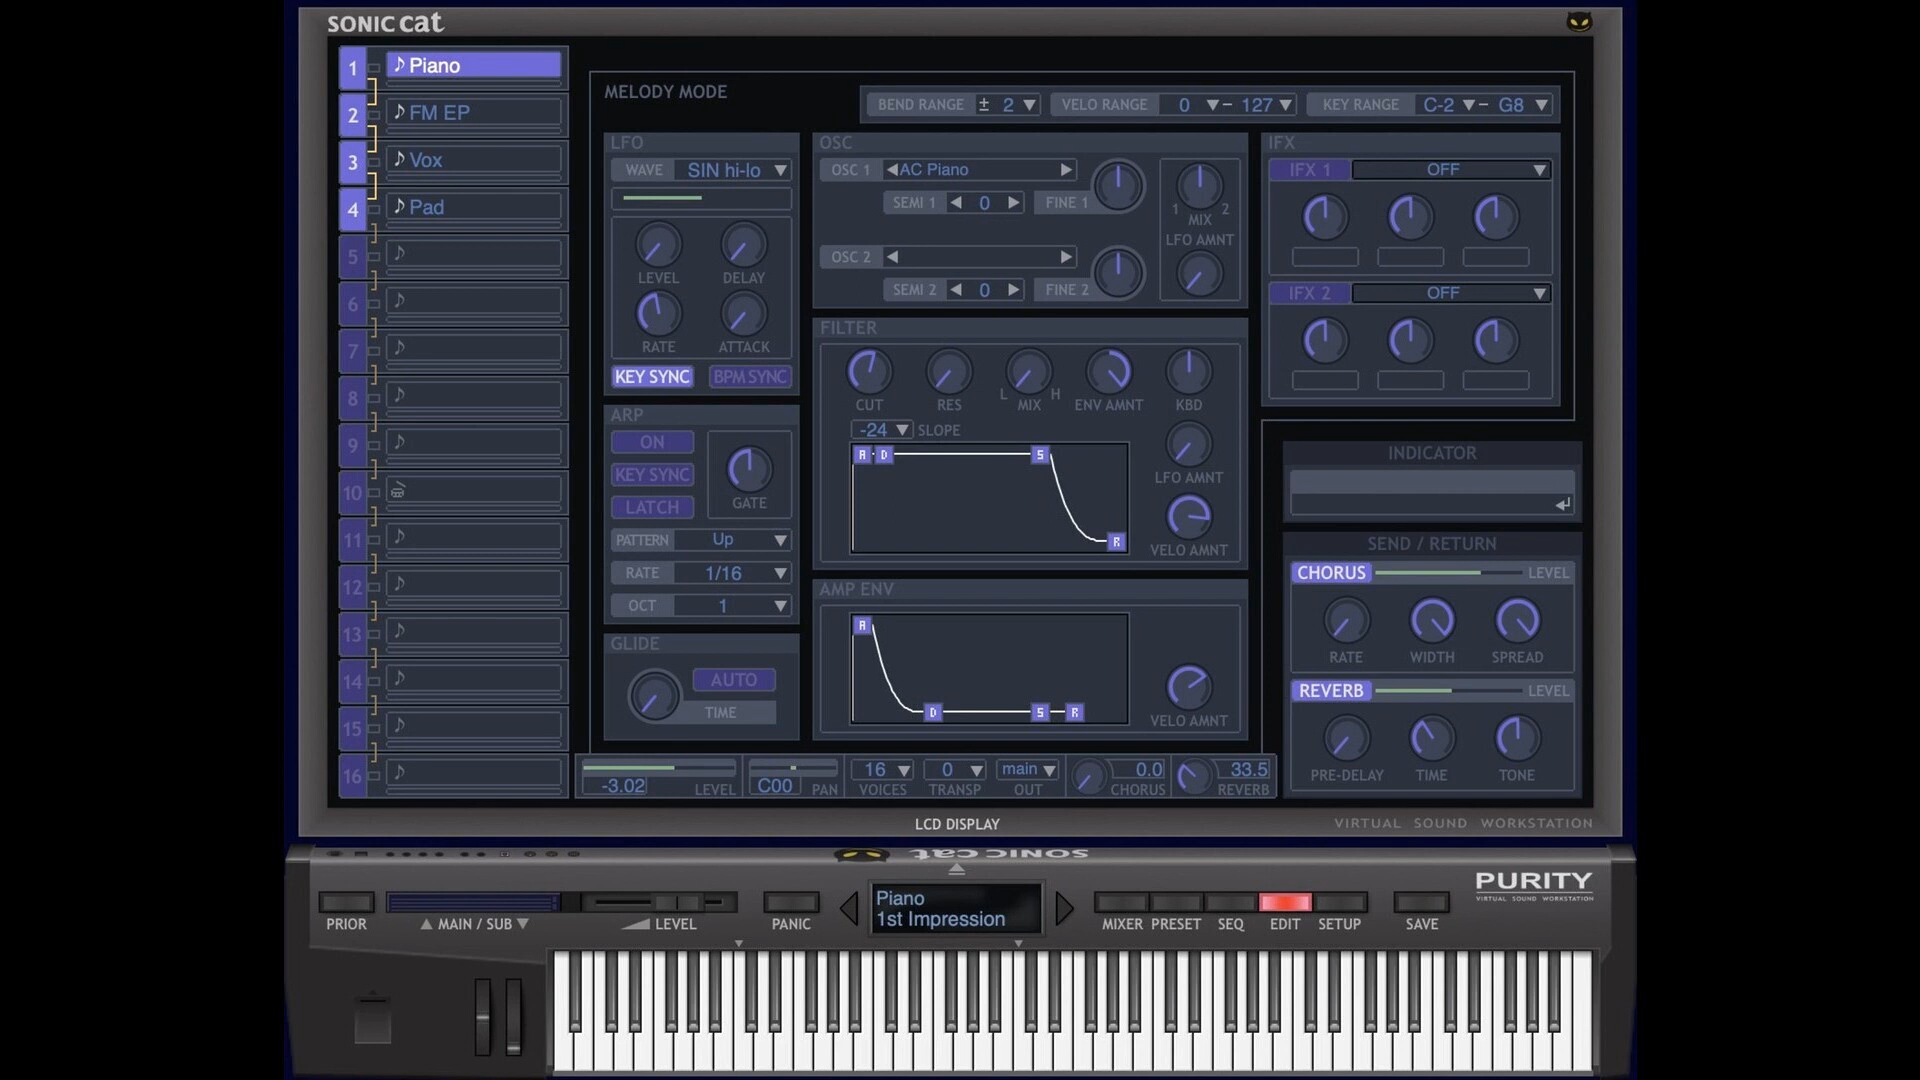 SONIC cat
1 Piano
2 FM EP
3 Vox
4 Pad
5
6
7
8
9
10
11
12
13
14
15
16
MELODY MODE
BEND RANGE ± 2
VELO RANGE 0 - 127
KEY RANGE C-2 - G8
LFO
WAVE SIN hi-lo
LEVEL DELAY
RATE ATTACK
KEY SYNC BPM SYNC
ARP
ON
KEY SYNC
LATCH
GATE
PATTERN Up
RATE 1/16
OCT 1
GLIDE
AUTO
TIME
OSC
OSC 1 AC Piano
SEMI 1 0 FINE 1
OSC 2
SEMI 2 0 FINE 2
1 2
MIX
LFO AMNT
FILTER
CUT RES L MIX H ENV AMNT KBD
-24 SLOPE
A D S R
LFO AMNT
VELO AMNT
AMP ENV
A D S R
VELO AMNT
IFX
IFX 1 OFF
IFX 2 OFF
INDICATOR
SEND / RETURN
CHORUS LEVEL
RATE WIDTH SPREAD
REVERB LEVEL
PRE-DELAY TIME TONE
-3.02 LEVEL
C00 PAN
16 VOICES
0 TRANSP
main OUT
0.0 CHORUS
33.5 REVERB
LCD DISPLAY
VIRTUAL SOUND WORKSTATION
SONIC cat
PRIOR
MAIN / SUB
LEVEL
PANIC
Piano
1st Impression
MIXER PRESET SEQ EDIT SETUP
SAVE
PURITY
VIRTUAL SOUND WORKSTATION